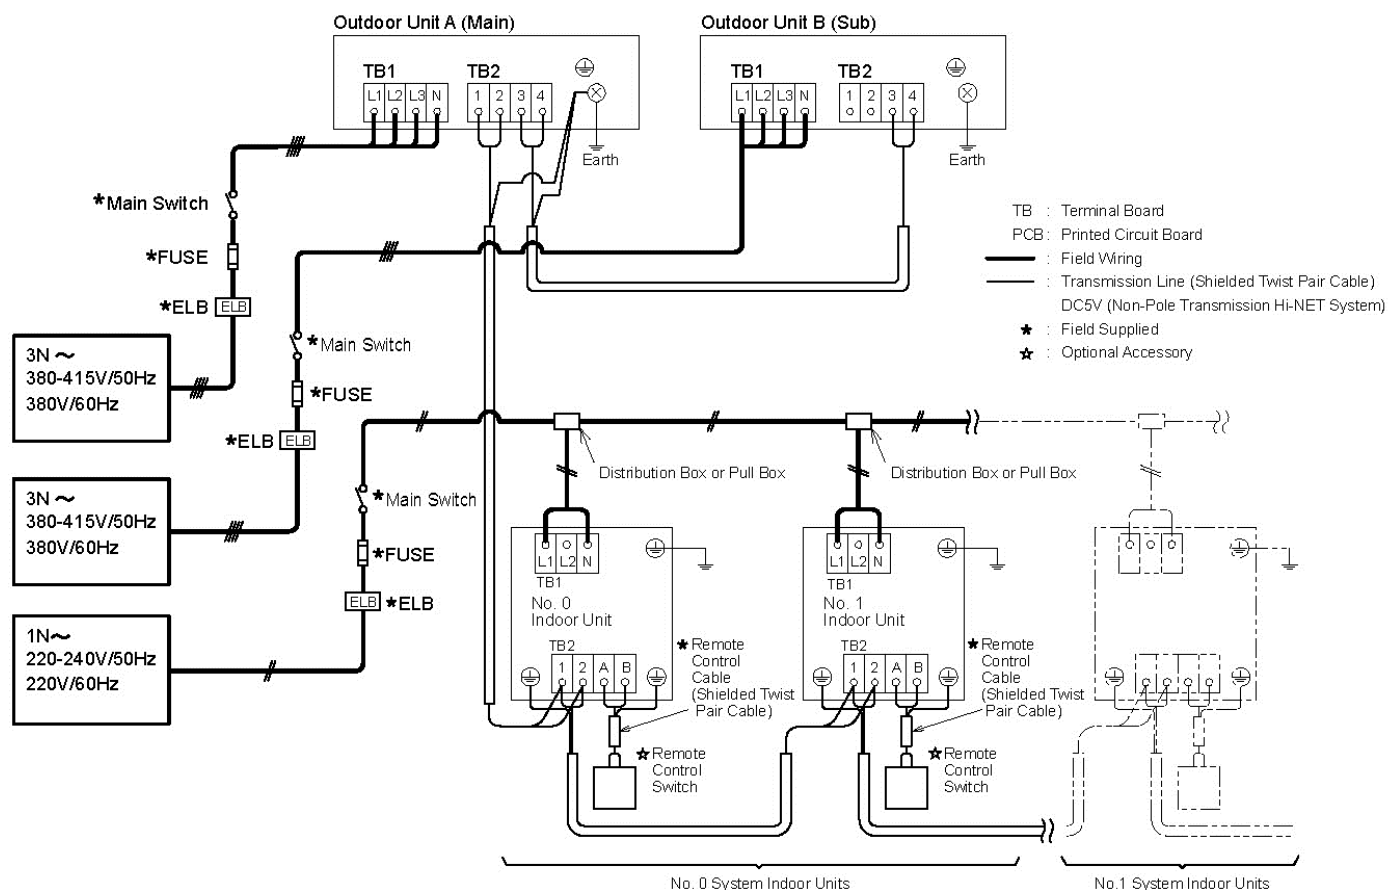 Outdoor Unit A (Main)
Outdoor Unit B (Sub)
TB1
TB2
L1 L2 L3 N
1 2 3 4
Earth
TB1
TB2
L1 L2 L3 N
1 2 3 4
Earth
★Main Switch
★FUSE
★ELB
ELB
TB : Terminal Board
PCB : Printed Circuit Board
: Field Wiring
: Transmission Line (Shielded Twist Pair Cable)
DC5V (Non-Pole Transmission Hi-NET System)
★ : Field Supplied
☆ : Optional Accessory
3N ～
380-415V/50Hz
380V/60Hz
★Main Switch
★FUSE
★ELB
ELB
3N ～
380-415V/50Hz
380V/60Hz
★Main Switch
★FUSE
ELB
★ELB
1N～
220-240V/50Hz
220V/60Hz
Distribution Box or Pull Box
Distribution Box or Pull Box
L1 L2 N
TB1
No. 0
Indoor Unit
TB2
1 2 A B
★Remote
Control
Cable
(Shielded Twist
Pair Cable)
☆Remote
Control
Switch
L1 L2 N
TB1
No. 1
Indoor Unit
TB2
1 2 A B
★Remote
Control
Cable
(Shielded Twist
Pair Cable)
☆Remote
Control
Switch
No. 0 System Indoor Units
No.1 System Indoor Units